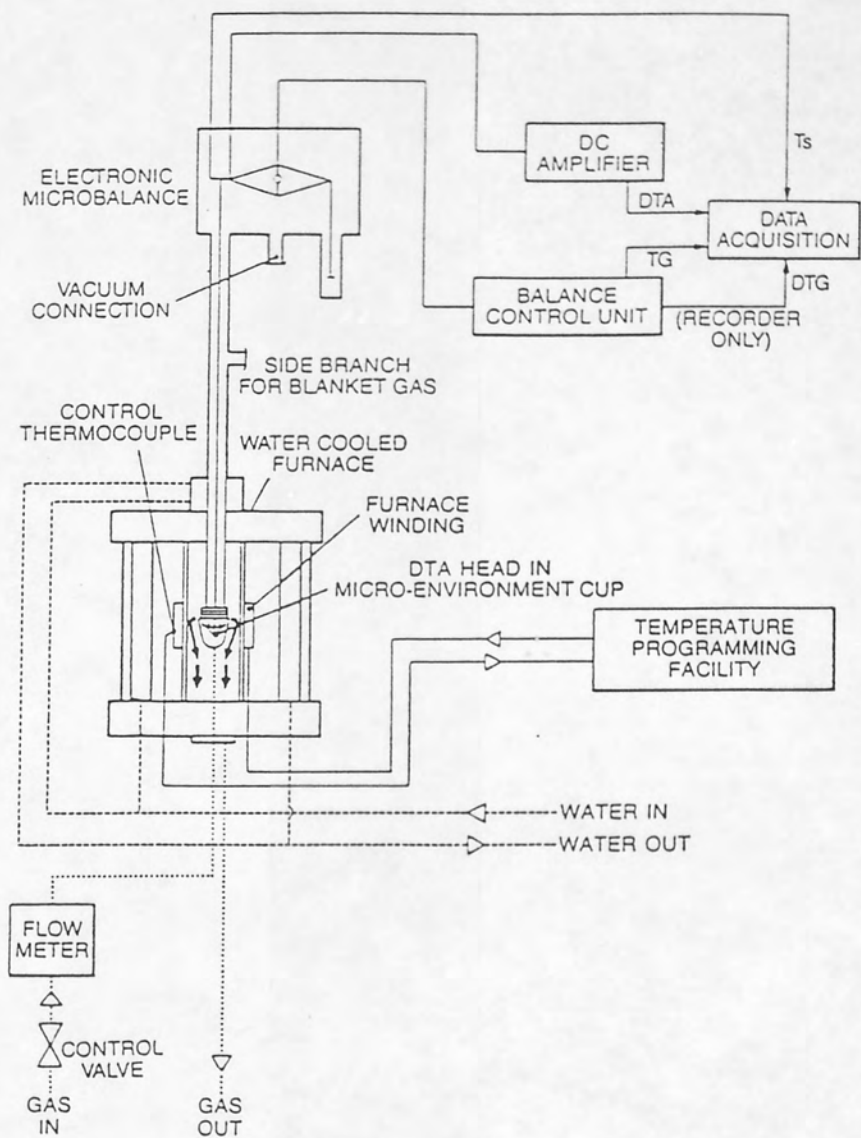 DC
AMPLIFIER
Ts
ELECTRONIC
MICROBALANCE
DTA
DATA
ACQUISITION
TG
DTG
VACUUM
CONNECTION
BALANCE
CONTROL UNIT
(RECORDER
ONLY)
SIDE BRANCH
FOR BLANKET GAS
CONTROL
THERMOCOUPLE
WATER COOLED
FURNACE
FURNACE
WINDING
DTA HEAD IN
MICRO-ENVIRONMENT CUP
TEMPERATURE
PROGRAMMING
FACILITY
WATER IN
WATER OUT
FLOW
METER
CONTROL
VALVE
GAS
IN
GAS
OUT